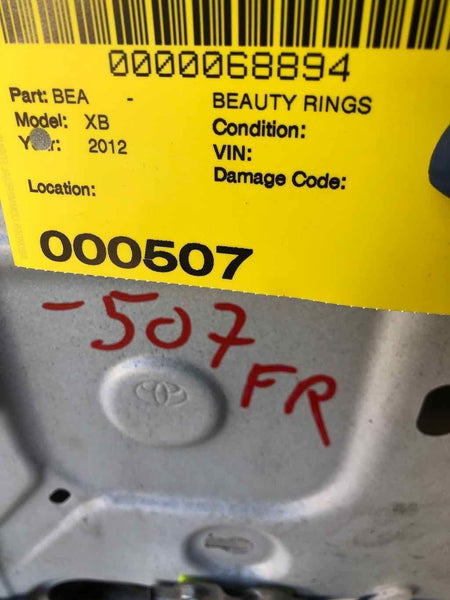 0000068894
Part: BEA - BEAUTY RINGS
Model: XB Condition:
Year: 2012 VIN:
Damage Code:
Location:
000507
-507
FR